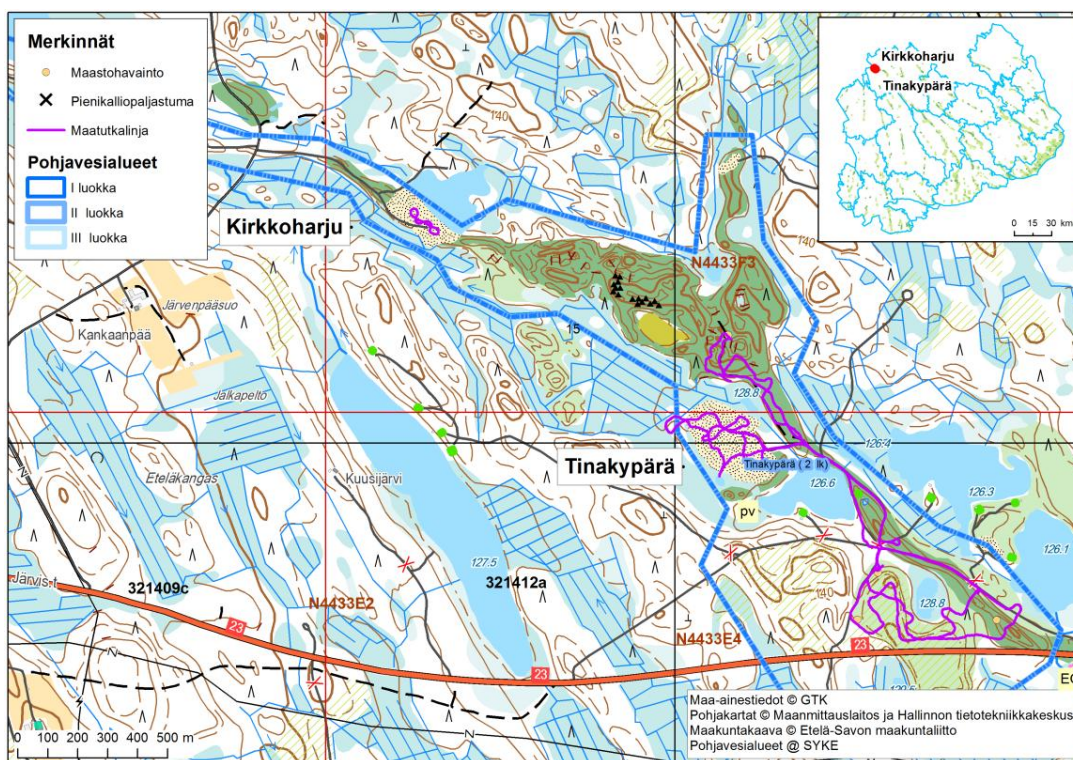 Merkinnät
Maastohavainto
Pienikalliopaljastuma
Maatutkalinja
Pohjavesialueet
I luokka
II luokka
III luokka
Kirkkoharju
Tinakypärä
0 15 30 km
140
Kirkkoharju
N4433F3
140
Järvenpääsuo
Kankaanpää
15
Jälkapelto
128.8
126.4
Tinakypärä
Tinakypärä ( 2 lk)
Eteläkangas
Kuusijärvi
126.6
126.3
pv
126.1
127.5
Järvis.t
321409c
321412a
140
128.8
N4433E2
N4433E4
23
23
23
0 100 200 300 400 500 m
Maa-ainestiedot © GTK
Pohjakartat © Maanmittauslaitos ja Hallinnon tietotekniikkakeskus
Maakuntakaava © Etelä-Savon maakuntaliitto
Pohjavesialueet @ SYKE